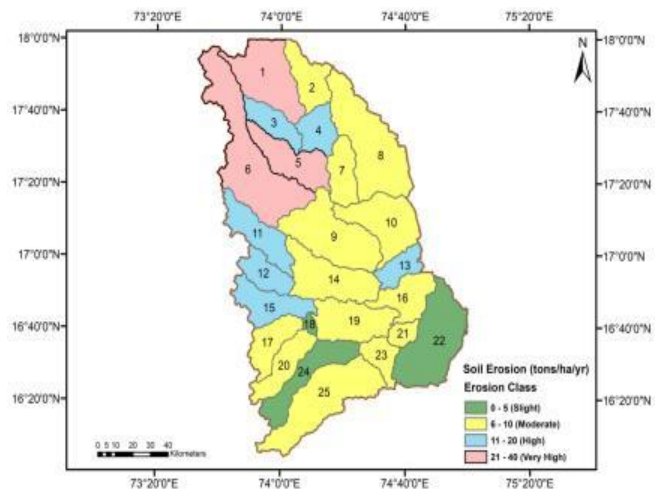 73°20'0"E 74°0'0"E 74°40'0"E 75°20'0"E
18°0'0"N 18°0'0"N
N
1
2
17°40'0"N 17°40'0"N
3
4
5
8
6
7
17°20'0"N 17°20'0"N
10
11
9
17°0'0"N 17°0'0"N
12
13
14
16
15
18
19
16°40'0"N 16°40'0"N
17
21
22
23
20
24
Soil Erosion (tons/ha/yr)
Erosion Class
25
16°20'0"N 16°20'0"N
0 - 5 (Slight)
6 - 10 (Moderate)
11 - 20 (High)
21 - 40 (Very High)
0 5 10 20 30 40
Kilometers
73°20'0"E 74°0'0"E 74°40'0"E 75°20'0"E